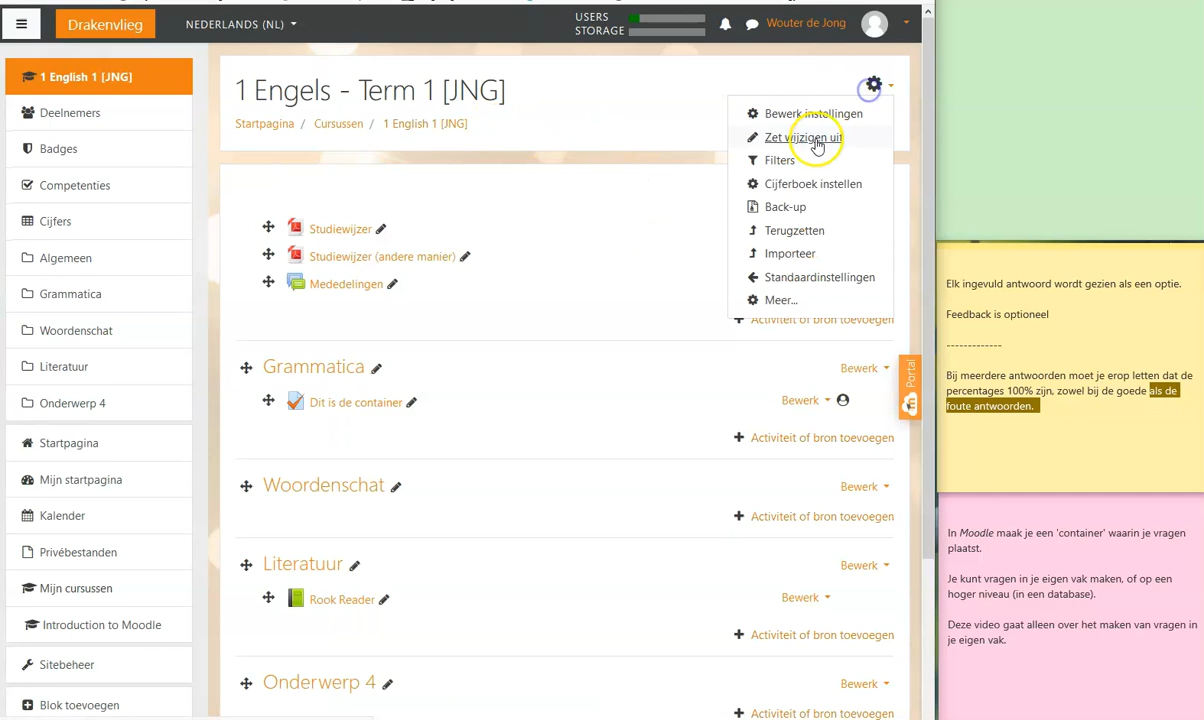 Drakenvlieg
NEDERLANDS (NL)
USERS
STORAGE
Wouter de Jong
1 English 1 [JNG]
Deelnemers
Badges
Competenties
Cijfers
Algemeen
Grammatica
Woordenschat
Literatuur
Onderwerp 4
Startpagina
Mijn startpagina
Kalender
Privébestanden
Mijn cursussen
Introduction to Moodle
Sitebeheer
Blok toevoegen
1 Engels - Term 1 [JNG]
Startpagina / Cursussen / 1 English 1 [JNG]
Bewerk instellingen
Zet wijzigen uit
Filters
Cijferboek instellen
Back-up
Terugzetten
Importeer
Standaardinstellingen
Meer...
Studiewijzer
Studiewijzer (andere manier)
Mededelingen
Activiteit of bron toevoegen
Grammatica
Bewerk
Dit is de container
Bewerk
Activiteit of bron toevoegen
Woordenschat
Bewerk
Activiteit of bron toevoegen
Literatuur
Bewerk
Rook Reader
Bewerk
Activiteit of bron toevoegen
Onderwerp 4
Bewerk
Activiteit of bron toevoegen
Portal
Elk ingevuld antwoord wordt gezien als een optie.
Feedback is optioneel
-------------
Bij meerdere antwoorden moet je erop letten dat de
percentages 100% zijn, zowel bij de goede als de
foute antwoorden.
In Moodle maak je een 'container' waarin je vragen
plaatst.
Je kunt vragen in je eigen vak maken, of op een
hoger niveau (in een database).
Deze video gaat alleen over het maken van vragen in
je eigen vak.